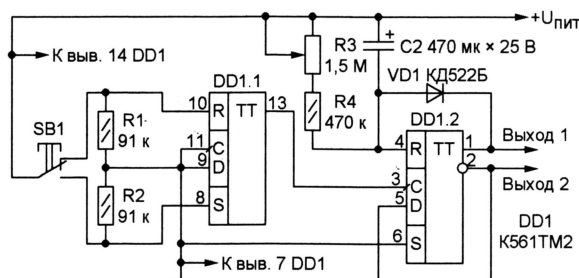 +Uпит
К выв. 14 DD1
R3
1,5 М
C2 470 мк × 25 В
VD1 КД522Б
DD1.1
R1
91 к
10
R
ТТ
13
R4
470 к
DD1.2
SB1
11
C
9
D
4
R
ТТ
1
Выход 1
2
R2
91 к
3
C
Выход 2
8
S
5
D
DD1
К561ТМ2
6
S
К выв. 7 DD1